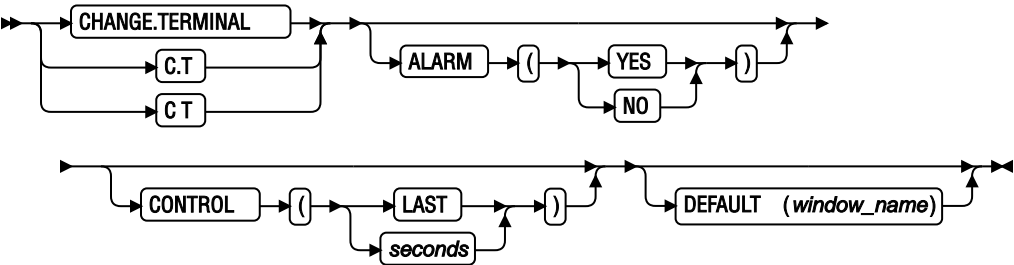 CHANGE.TERMINAL
C.T
C T
ALARM ( YES )
NO
CONTROL ( LAST )
seconds
DEFAULT (window_name)